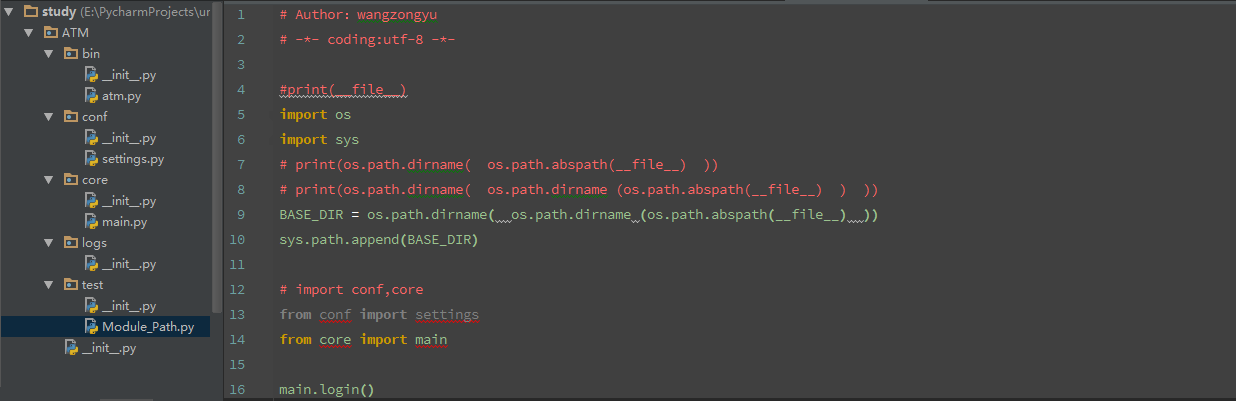 study (E:\PycharmProjects\ur
ATM
bin
__init__.py
atm.py
conf
__init__.py
settings.py
core
__init__.py
main.py
logs
__init__.py
test
__init__.py
Module_Path.py
__init__.py
1 # Author: wangzongyu
2 # -*- coding:utf-8 -*-
3
4 #print(__file__)
5 import os
6 import sys
7 # print(os.path.dirname(  os.path.abspath(__file__)  ))
8 # print(os.path.dirname(  os.path.dirname (os.path.abspath(__file__)  )  ))
9 BASE_DIR = os.path.dirname(  os.path.dirname (os.path.abspath(__file__)  ))
10 sys.path.append(BASE_DIR)
11
12 # import conf,core
13 from conf import settings
14 from core import main
15
16 main.login()